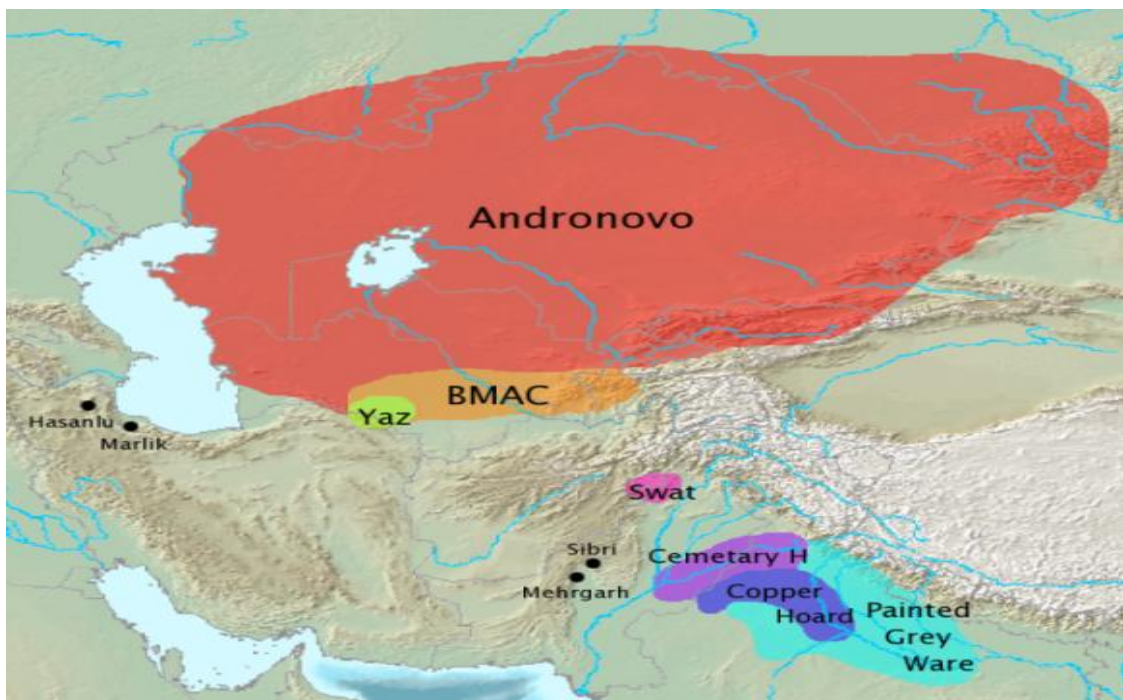 Andronovo
BMAC
Yaz
Hasanlu
Marlik
Swat
Sibri
Mehrgarh
Cemetary H
Copper
Hoard
Painted
Grey
Ware